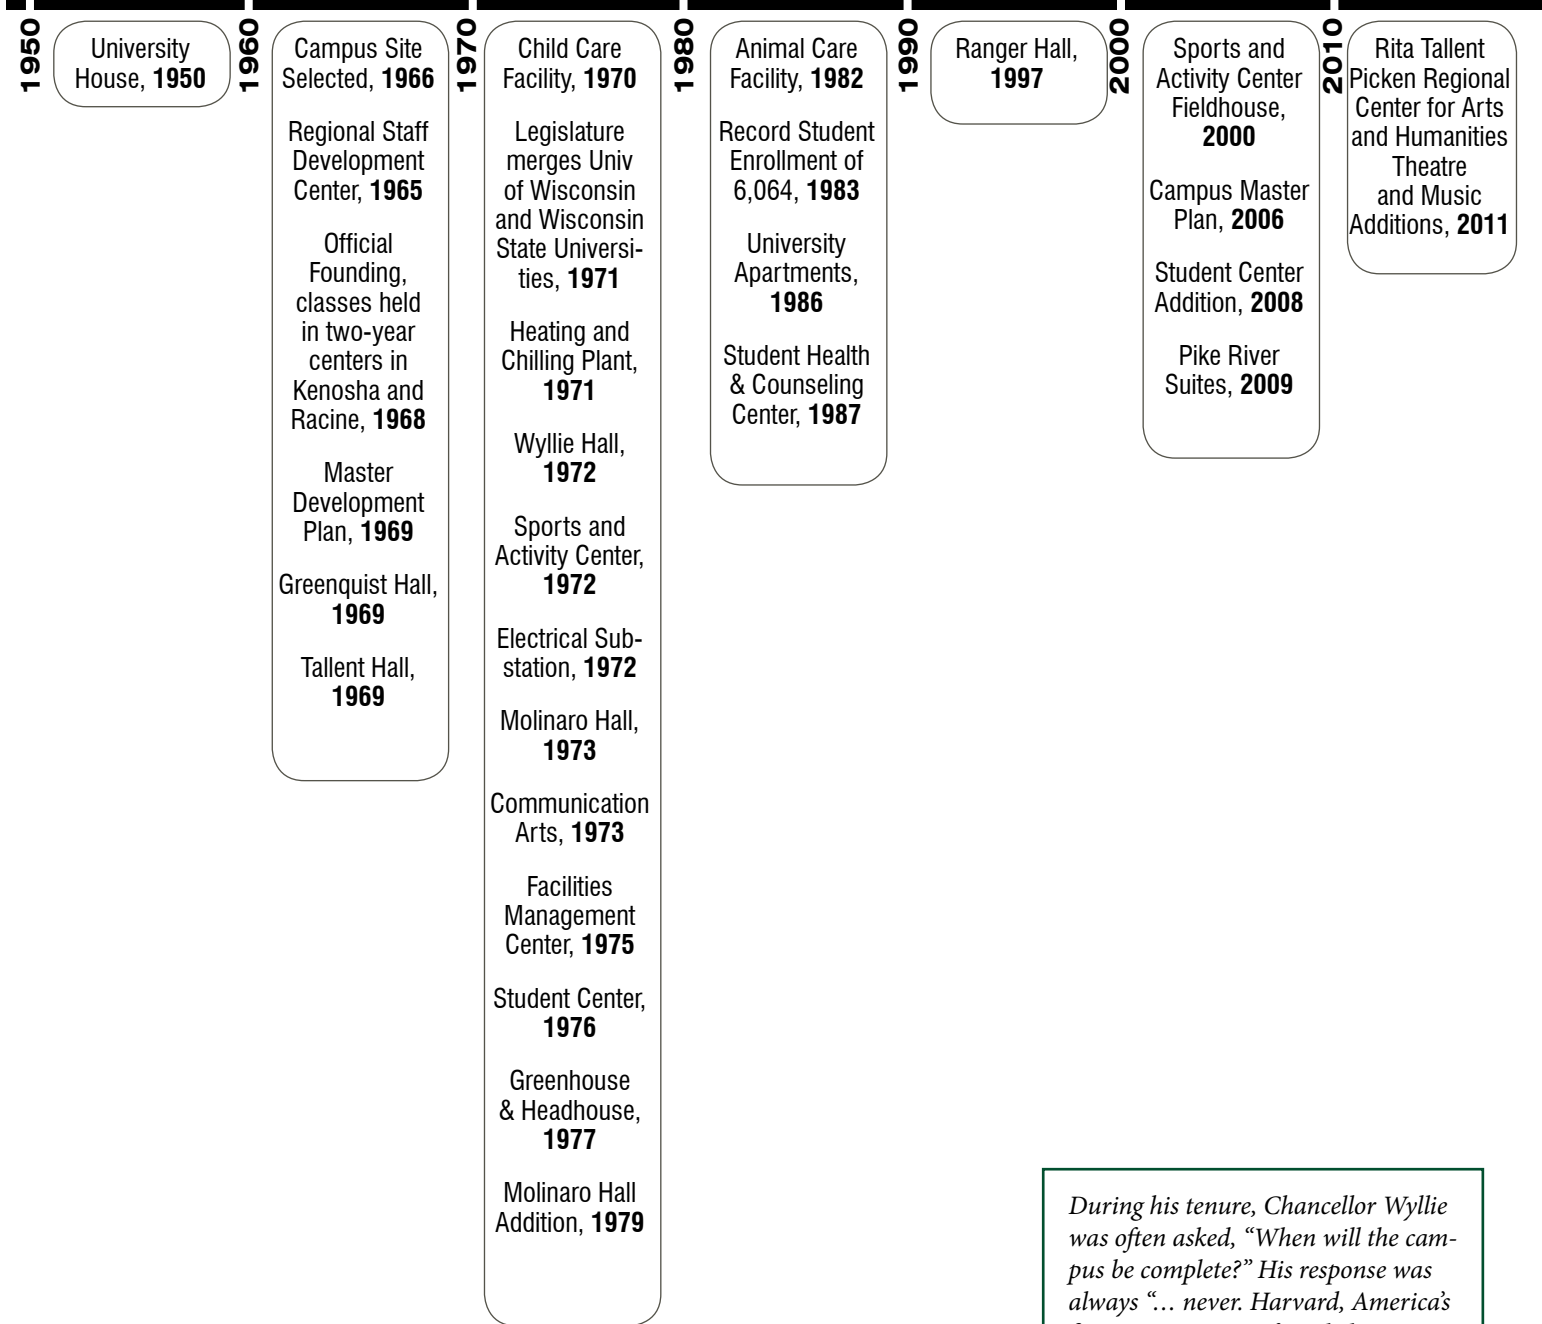 1950
University
House, 1950
1960
Campus Site
Selected, 1966
Regional Staff
Development
Center, 1965
Official
Founding,
classes held
in two-year
centers in
Kenosha and
Racine, 1968
Master
Development
Plan, 1969
Greenquist Hall,
1969
Tallent Hall,
1969
1970
Child Care
Facility, 1970
Legislature
merges Univ
of Wisconsin
and Wisconsin
State Universi-
ties, 1971
Heating and
Chilling Plant,
1971
Wyllie Hall,
1972
Sports and
Activity Center,
1972
Electrical Sub-
station, 1972
Molinaro Hall,
1973
Communication
Arts, 1973
Facilities
Management
Center, 1975
Student Center,
1976
Greenhouse
& Headhouse,
1977
Molinaro Hall
Addition, 1979
1980
Animal Care
Facility, 1982
Record Student
Enrollment of
6,064, 1983
University
Apartments,
1986
Student Health
& Counseling
Center, 1987
1990
Ranger Hall,
1997
2000
Sports and
Activity Center
Fieldhouse,
2000
Campus Master
Plan, 2006
Student Center
Addition, 2008
Pike River
Suites, 2009
2010
Rita Tallent
Picken Regional
Center for Arts
and Humanities
Theatre
and Music
Additions, 2011
During his tenure, Chancellor Wyllie
was often asked, “When will the cam-
pus be complete?” His response was
always “… never. Harvard, America’s